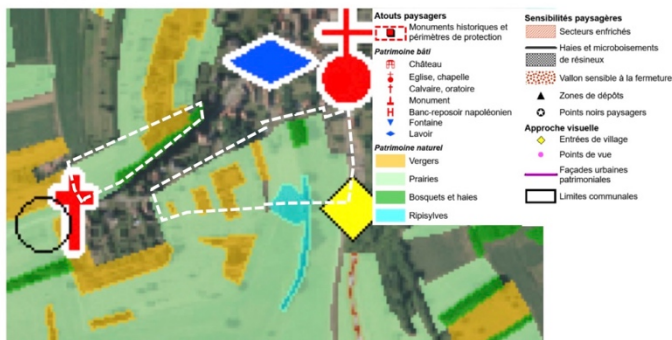 Atouts paysagers
Monuments historiques et
périmètres de protection
Patrimoine bâti
Château
Eglise, chapelle
Calvaire, oratoire
Monument
Banc-reposoir napoléonien
Fontaine
Lavoir
Patrimoine naturel
Vergers
Prairies
Bosquets et haies
Ripisylves
Sensibilités paysagères
Secteurs enfrichés
Haies et microboisements
de résineux
Vallon sensible à la fermeture
Zones de dépôts
Points noirs paysagers
Approche visuelle
Entrées de village
Points de vue
Façades urbaines
patrimoniales
Limites communales